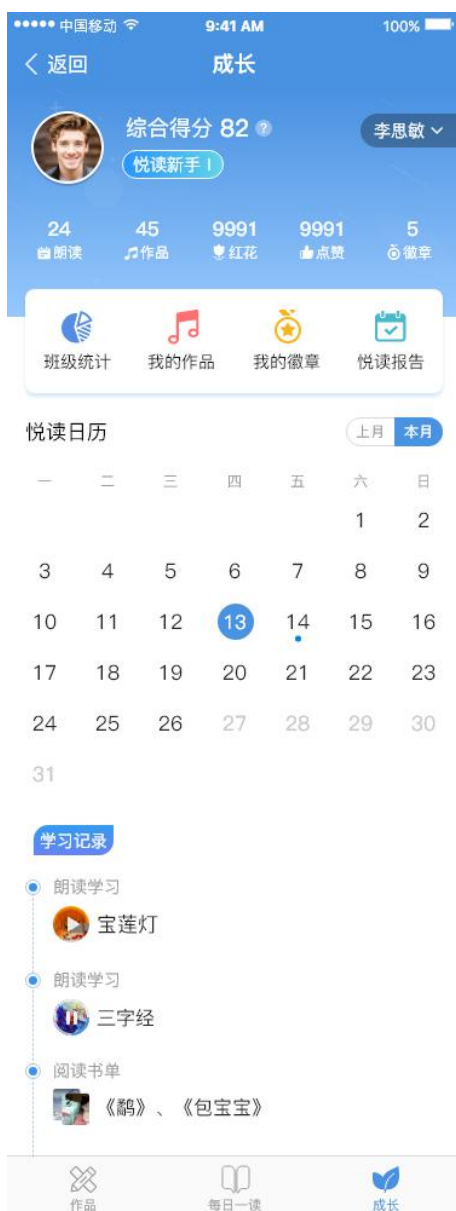 中国移动 9:41 AM 100%
返回 成长
综合得分 82 ?
李思敏
悦读新手 I
24 45 9991 9991 5
朗读 作品 红花 点赞 徽章
班级统计 我的作品 我的徽章 悦读报告
悦读日历 上月 本月
一 二 三 四 五 六 日
1 2
3 4 5 6 7 8 9
10 11 12 13 14 15 16
17 18 19 20 21 22 23
24 25 26 27 28 29 30
31
学习记录
朗读学习
宝莲灯
朗读学习
三字经
阅读书单
《鹬》、《包宝宝》
作品 每日一读 成长